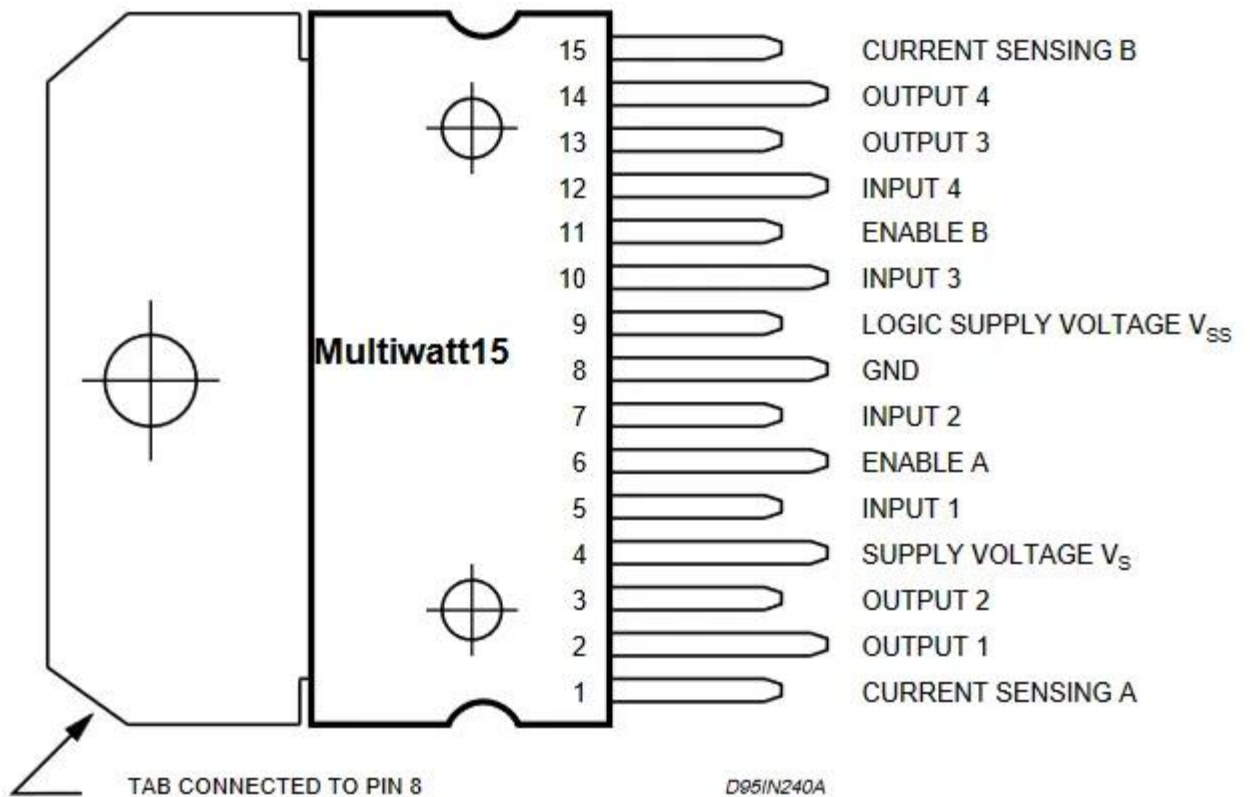 15 CURRENT SENSING B
14 OUTPUT 4
13 OUTPUT 3
12 INPUT 4
11 ENABLE B
10 INPUT 3
9 LOGIC SUPPLY VOLTAGE VSS
Multiwatt15
8 GND
7 INPUT 2
6 ENABLE A
5 INPUT 1
4 SUPPLY VOLTAGE VS
3 OUTPUT 2
2 OUTPUT 1
1 CURRENT SENSING A
TAB CONNECTED TO PIN 8
D95IN240A